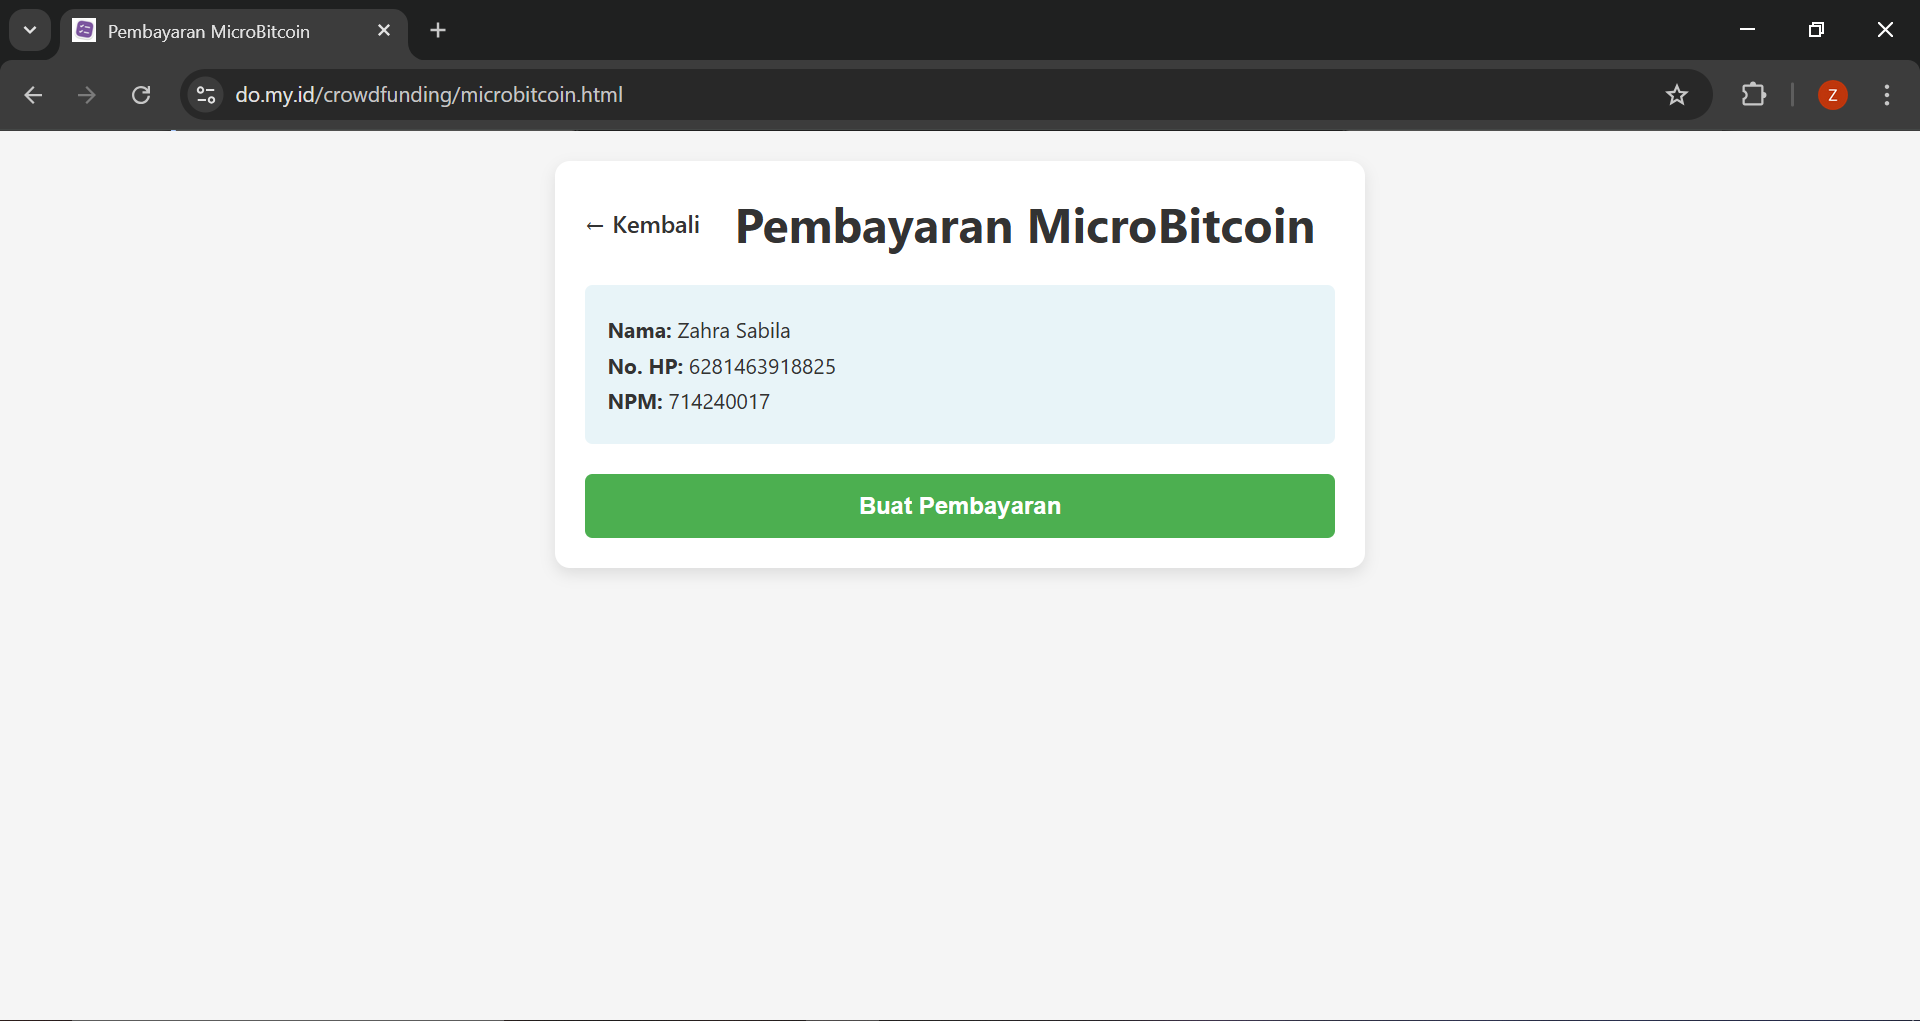 Pembayaran MicroBitcoin
do.my.id/crowdfunding/microbitcoin.html
Z
← Kembali
Pembayaran MicroBitcoin
Nama: Zahra Sabila
No. HP: 6281463918825
NPM: 714240017
Buat Pembayaran